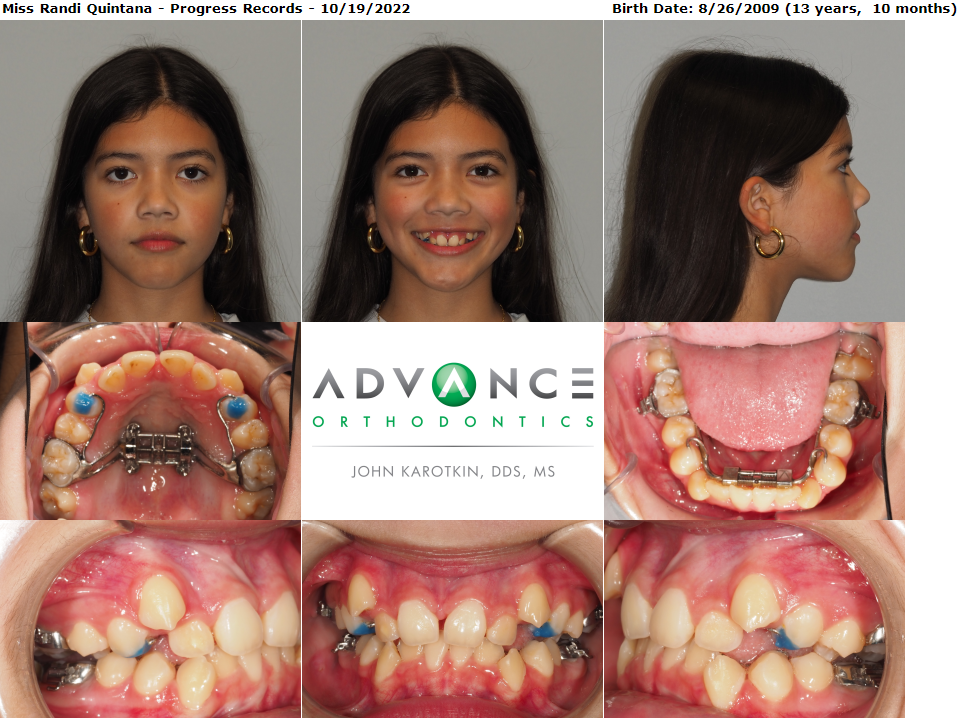 Miss Randi Quintana - Progress Records - 10/19/2022
Birth Date: 8/26/2009 (13 years,  10 months)
ADVANCE
ORTHODONTICS
JOHN KAROTKIN, DDS, MS